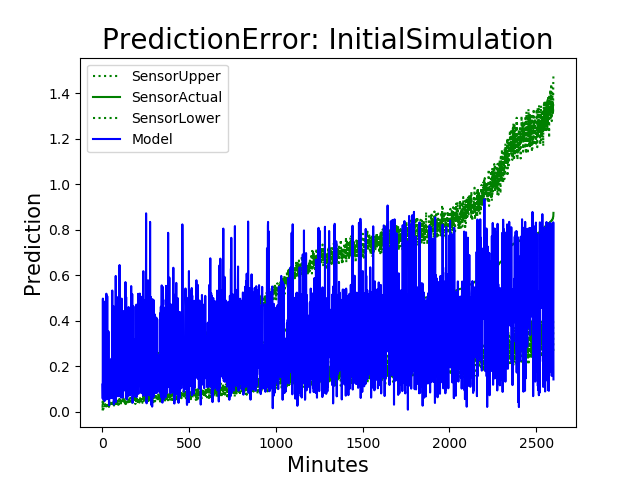 PredictionError: InitialSimulation
SensorUpper
SensorActual
SensorLower
Model
Prediction
1.4
1.2
1.0
0.8
0.6
0.4
0.2
0.0
0 500 1000 1500 2000 2500
Minutes